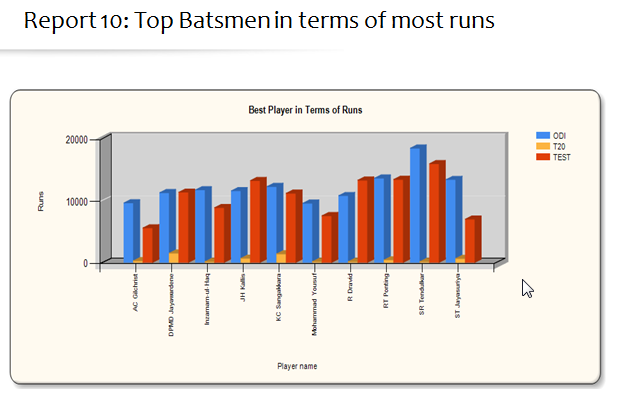 Report 10: Top Batsmen in terms of most runs
Best Player in Terms of Runs
20000
10000
0
Runs
ODI
T20
TEST
AC Gilchrist
DPMD Jayawardene
Inzamam-ul-Haq
JH Kallis
KC Sangakkara
Mohammad Yousuf
R Dravid
RT Ponting
SR Tendulkar
ST Jayasuriya
Player name